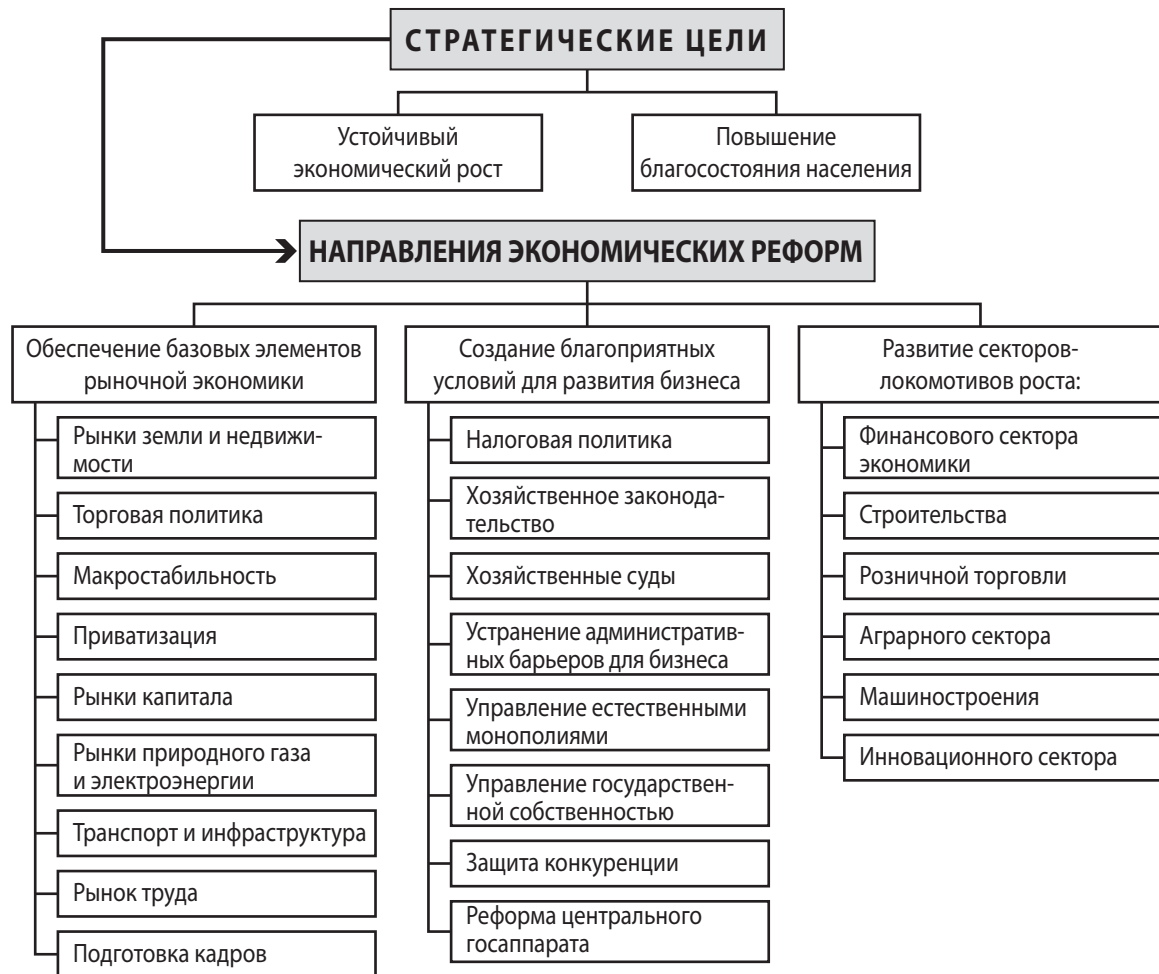 СТРАТЕГИЧЕСКИЕ ЦЕЛИ
Устойчивый
экономический рост
Повышение
благосостояния населения
НАПРАВЛЕНИЯ ЭКОНОМИЧЕСКИХ РЕФОРМ
Обеспечение базовых элементов
рыночной экономики
Рынки земли и недвижи-
мости
Торговая политика
Макростабильность
Приватизация
Рынки капитала
Рынки природного газа
и электроэнергии
Транспорт и инфраструктура
Рынок труда
Подготовка кадров
Создание благоприятных
условий для развития бизнеса
Налоговая политика
Хозяйственное законода-
тельство
Хозяйственные суды
Устранение административ-
ных барьеров для бизнеса
Управление естественными
монополиями
Управление государствен-
ной собственностью
Защита конкуренции
Реформа центрального
госаппарата
Развитие секторов-
локомотивов роста:
Финансового сектора
экономики
Строительства
Розничной торговли
Аграрного сектора
Машиностроения
Инновационного сектора